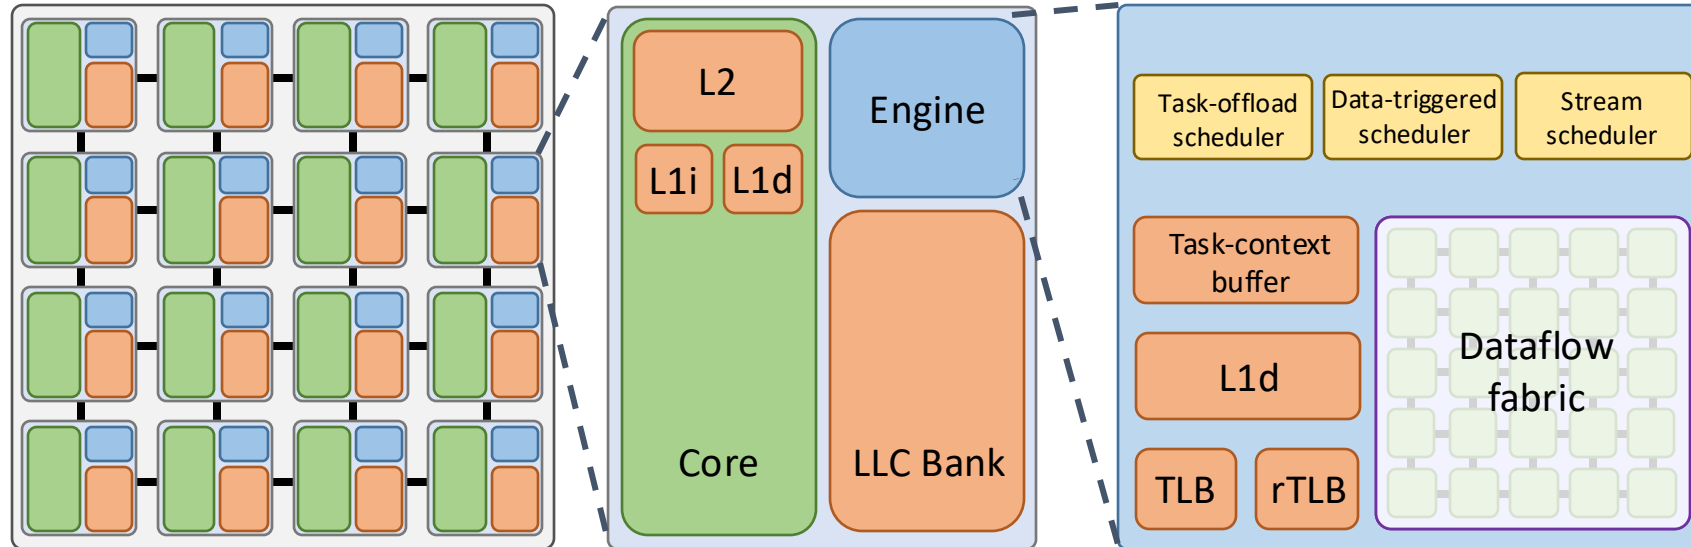 L2
L1i
L1d
Core
Engine
LLC Bank
Task-offload
scheduler
Data-triggered
scheduler
Stream
scheduler
Task-context
buffer
L1d
TLB
rTLB
Dataflow
fabric